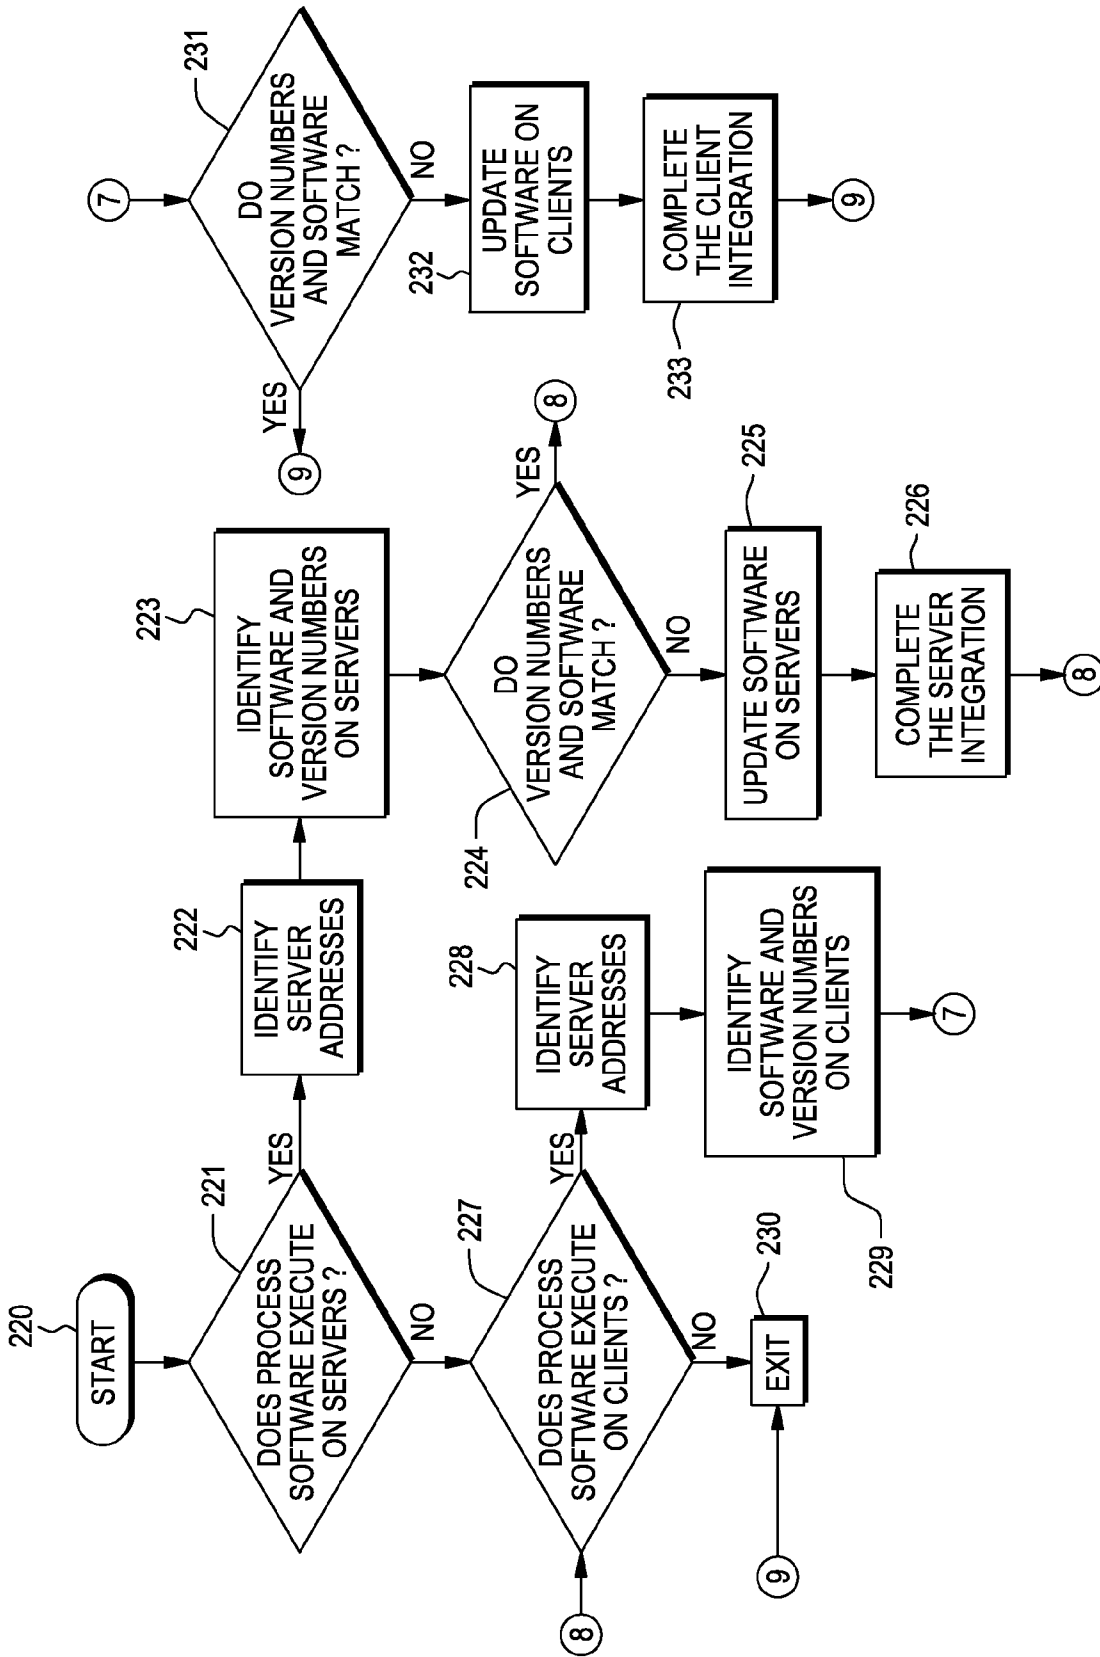 220
START
221
DOES PROCESS
SOFTWARE EXECUTE
ON SERVERS ?
YES
NO
222
IDENTIFY
SERVER
ADDRESSES
223
IDENTIFY
SOFTWARE AND
VERSION NUMBERS
ON SERVERS
224
DO
VERSION NUMBERS
AND SOFTWARE
MATCH ?
YES
8
NO
225
UPDATE SOFTWARE
ON SERVERS
226
COMPLETE
THE SERVER
INTEGRATION
8
8
227
DOES PROCESS
SOFTWARE EXECUTE
ON CLIENTS ?
YES
NO
228
IDENTIFY
SERVER
ADDRESSES
229
IDENTIFY
SOFTWARE AND
VERSION NUMBERS
ON CLIENTS
7
9
230
EXIT
7
231
DO
VERSION NUMBERS
AND SOFTWARE
MATCH ?
YES
9
NO
232
UPDATE
SOFTWARE ON
CLIENTS
233
COMPLETE
THE CLIENT
INTEGRATION
9